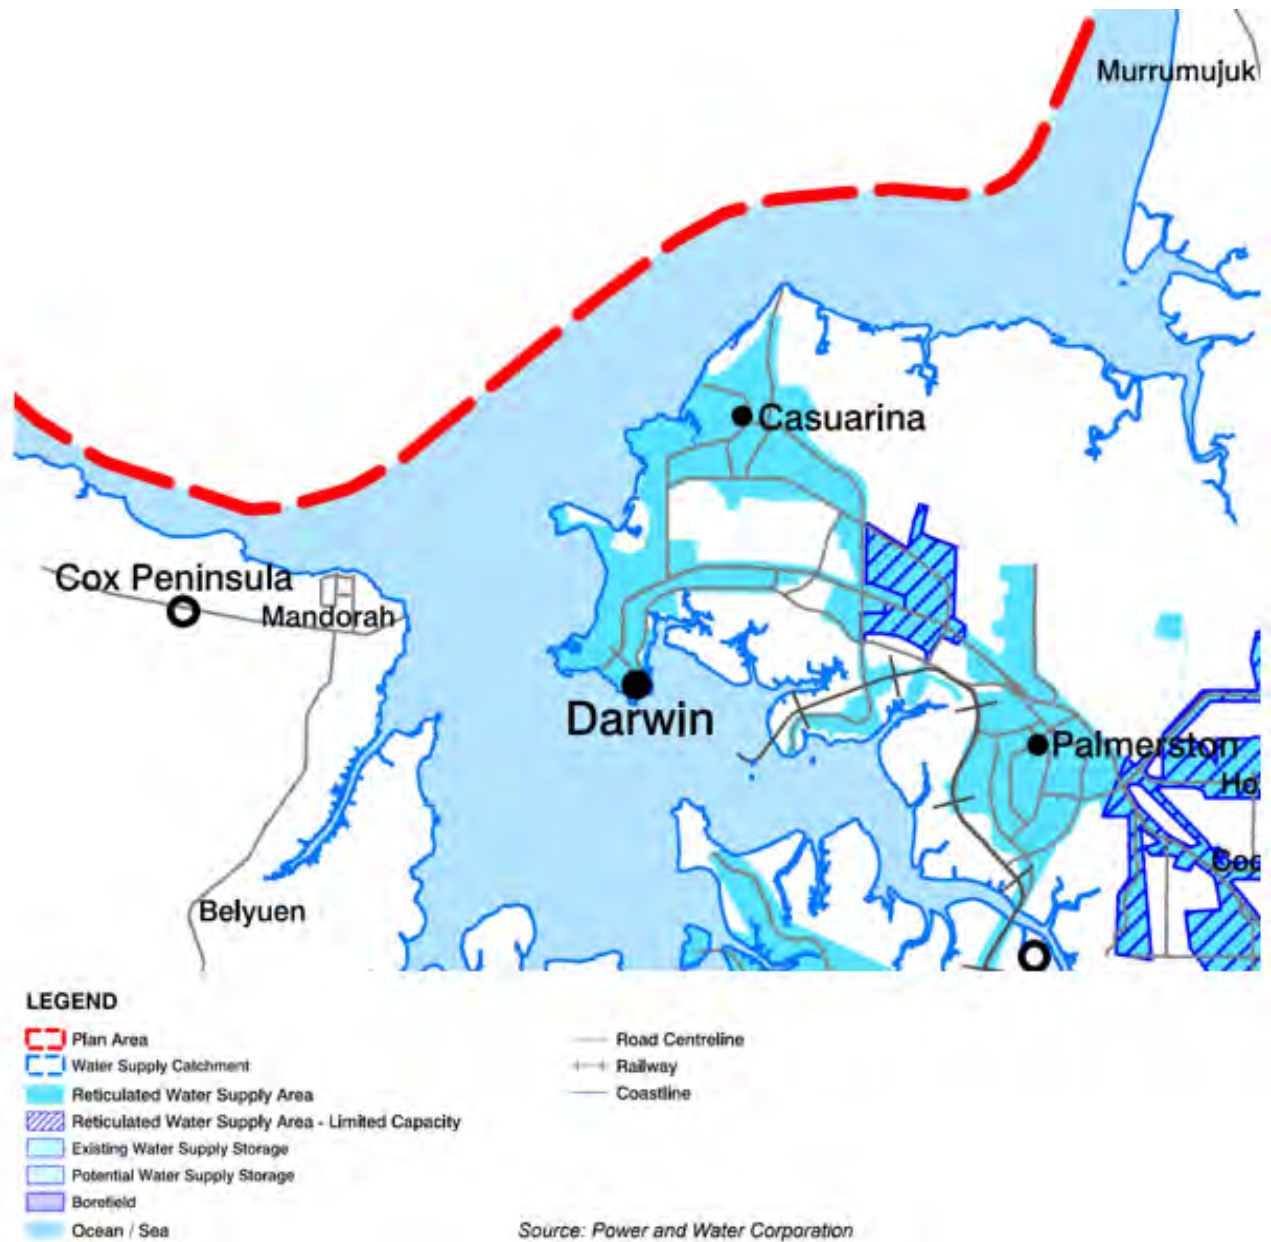 Murrumujuk
Casuarina
Cox Peninsula
Mandorah
Darwin
Palmerston
Ho
Coo
Belyuen
LEGEND
Plan Area
Water Supply Catchment
Reticulated Water Supply Area
Reticulated Water Supply Area - Limited Capacity
Existing Water Supply Storage
Potential Water Supply Storage
Borefield
Ocean / Sea
Road Centreline
Railway
Coastline
Source: Power and Water Corporation